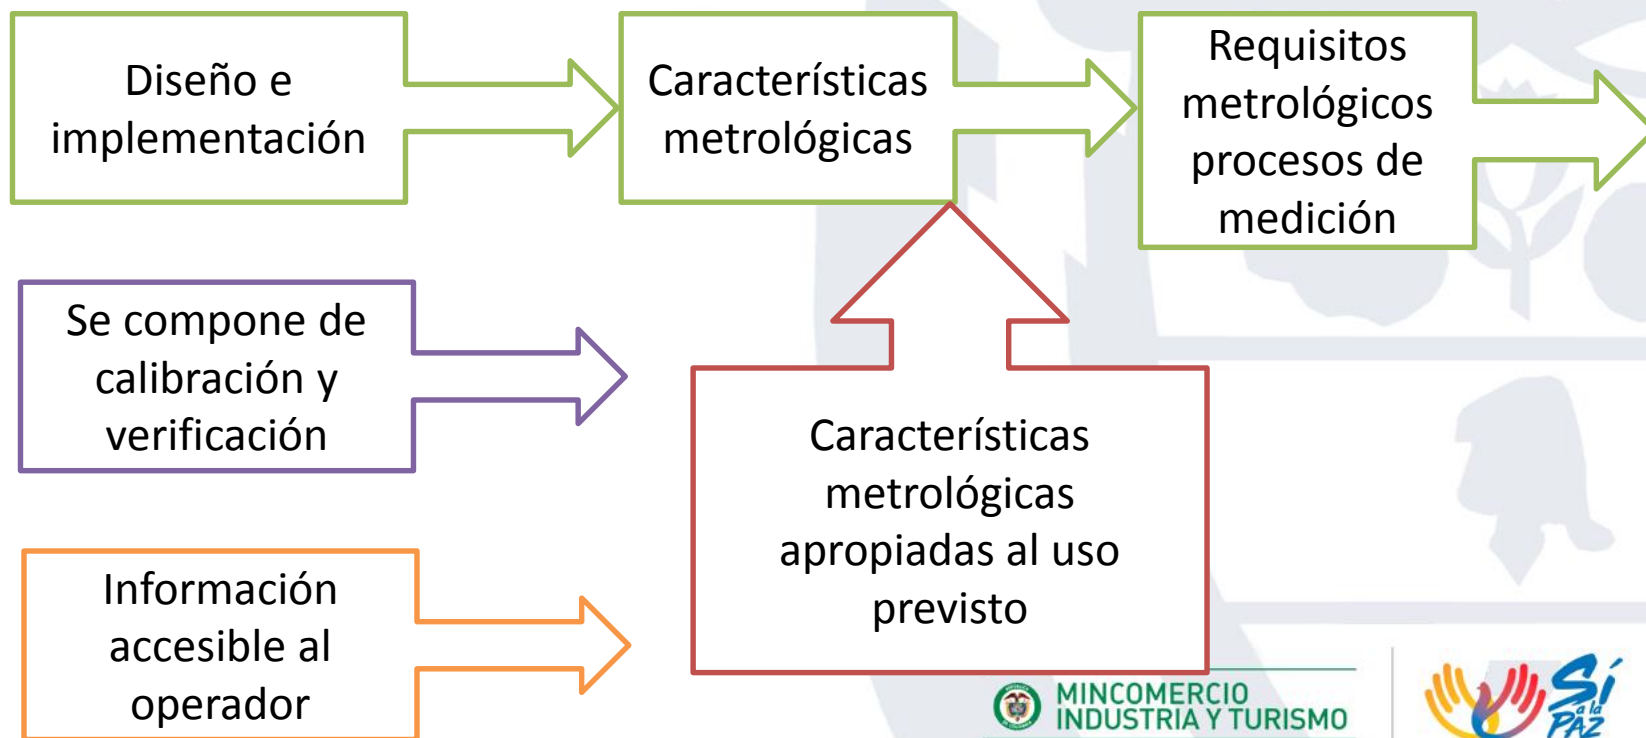 Diseño e
implementación
Características
metrológicas
Requisitos
metrológicos
procesos de
medición
Se compone de
calibración y
verificación
Características
metrológicas
apropiadas al uso
previsto
Información
accesible al
operador
MINCOMERCIO
INDUSTRIA Y TURISMO
Sí
a la
PAZ